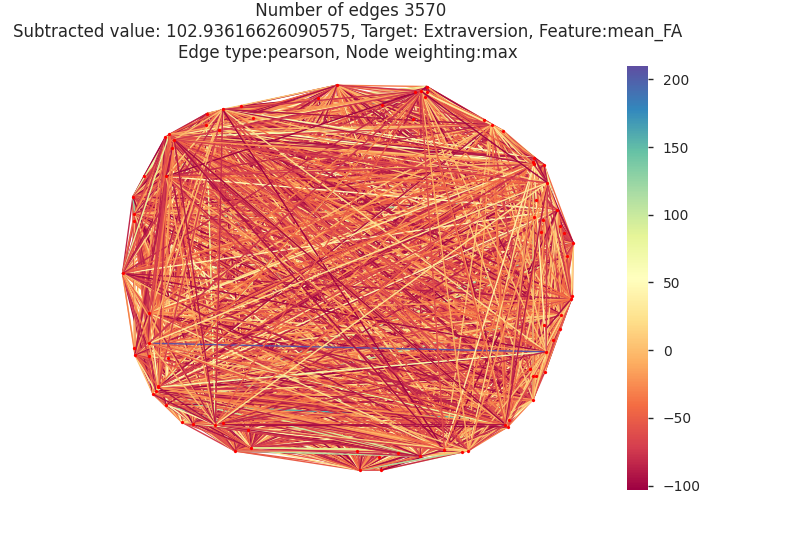 Number of edges 3570
Subtracted value: 102.93616626090575, Target: Extraversion, Feature:mean_FA
Edge type:pearson, Node weighting:max
200
150
100
50
0
−50
−100